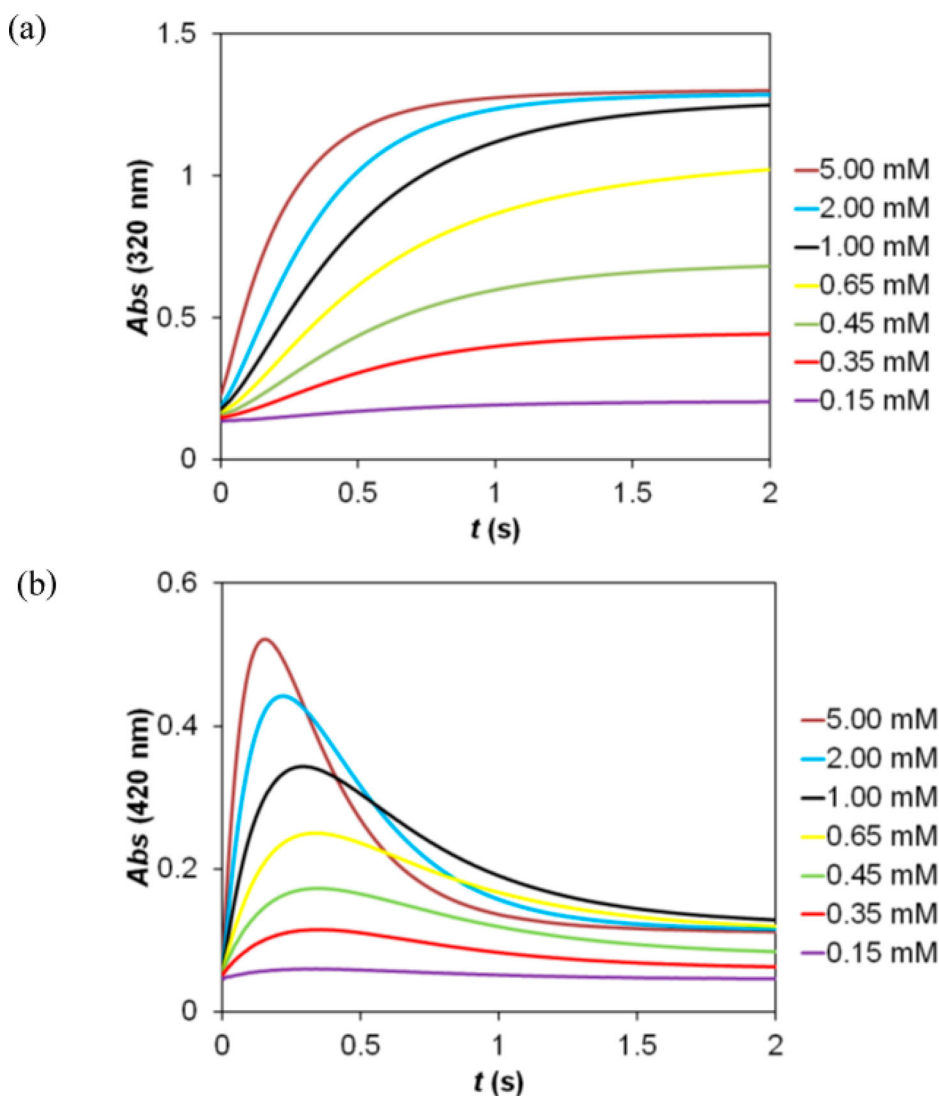 (a)
1.5
1
0.5
0
Abs (320 nm)
0 0.5 1 1.5 2
t (s)
5.00 mM
2.00 mM
1.00 mM
0.65 mM
0.45 mM
0.35 mM
0.15 mM
(b)
0.6
0.4
0.2
0
Abs (420 nm)
0 0.5 1 1.5 2
t (s)
5.00 mM
2.00 mM
1.00 mM
0.65 mM
0.45 mM
0.35 mM
0.15 mM